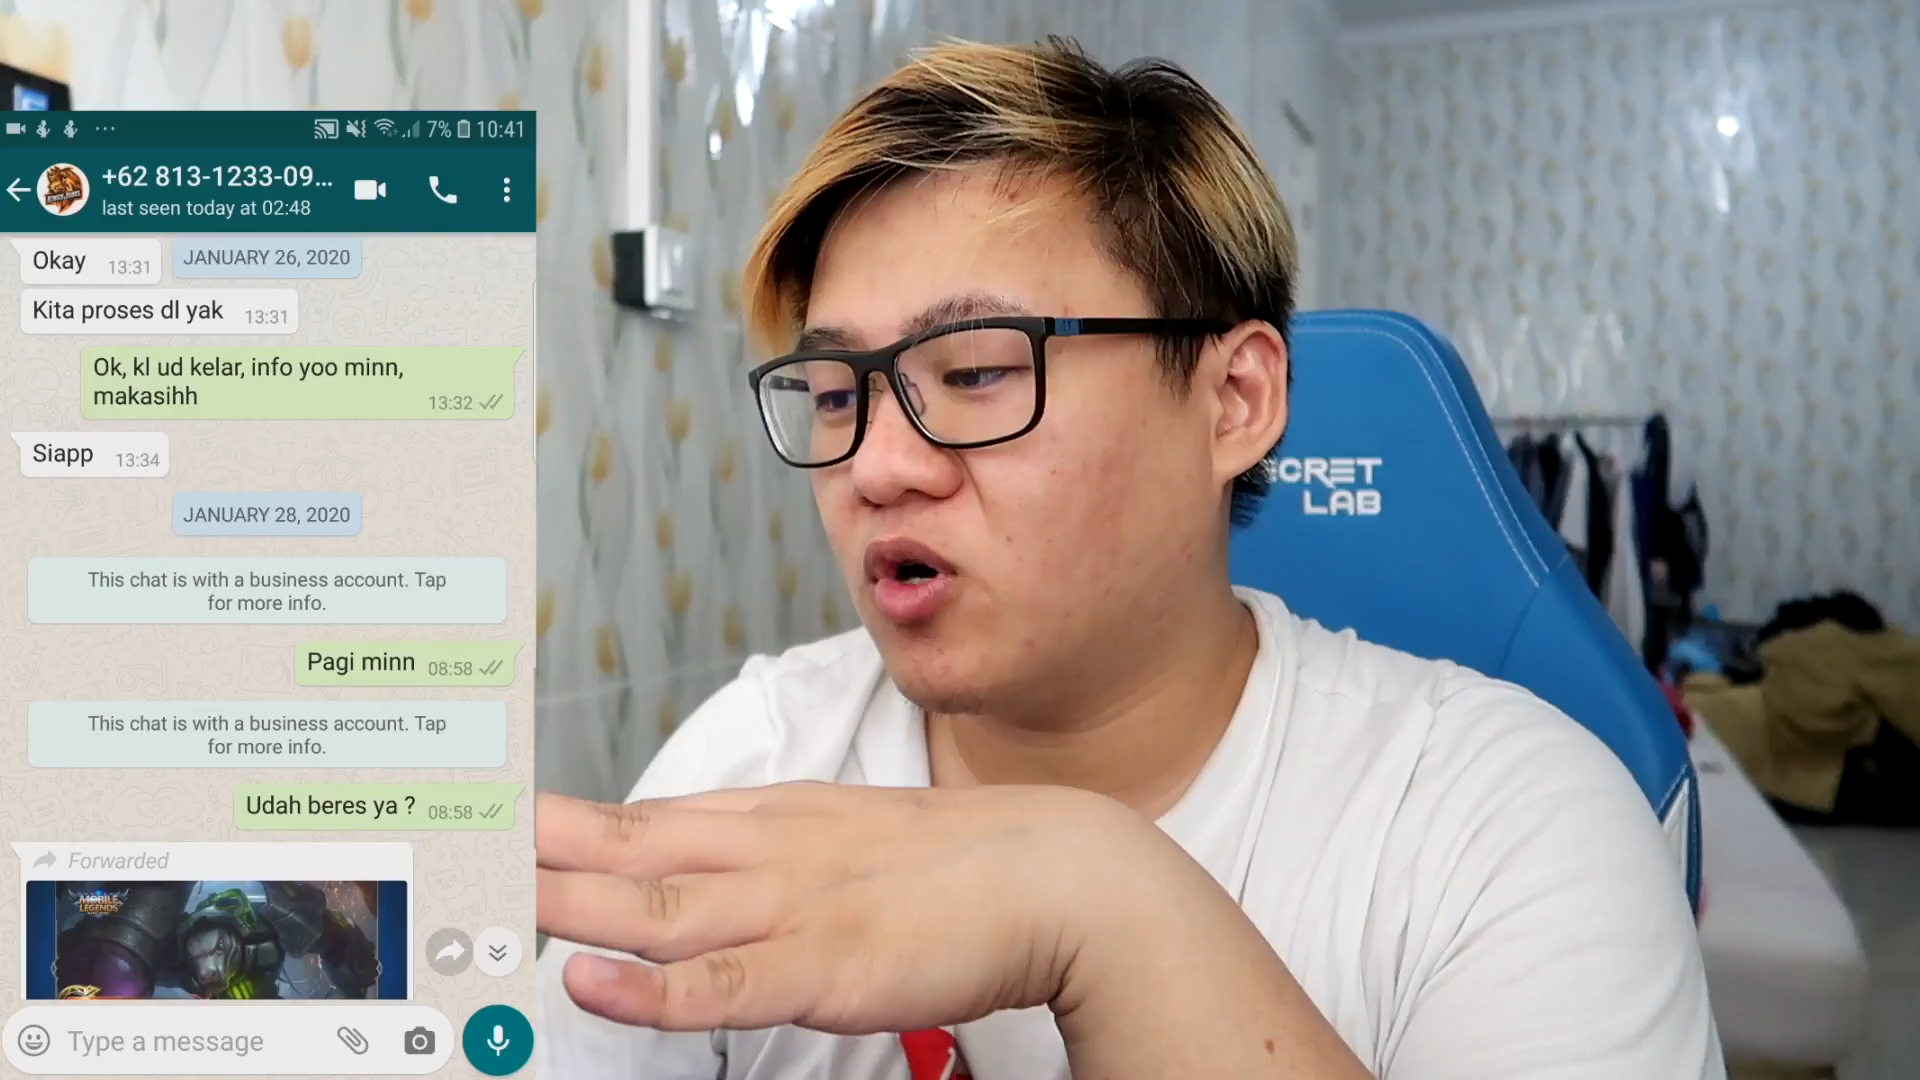 7% 10:41
+62 813-1233-09...
last seen today at 02:48
JANUARY 26, 2020
Okay 13:31
Kita proses dl yak 13:31
Ok, kl ud kelar, info yoo minn,
makasihh 13:32
Siapp 13:34
JANUARY 28, 2020
This chat is with a business account. Tap
for more info.
Pagi minn 08:58
This chat is with a business account. Tap
for more info.
Udah beres ya ? 08:58
Forwarded
MOBILE
LEGENDS
Type a message
ECRET
LAB